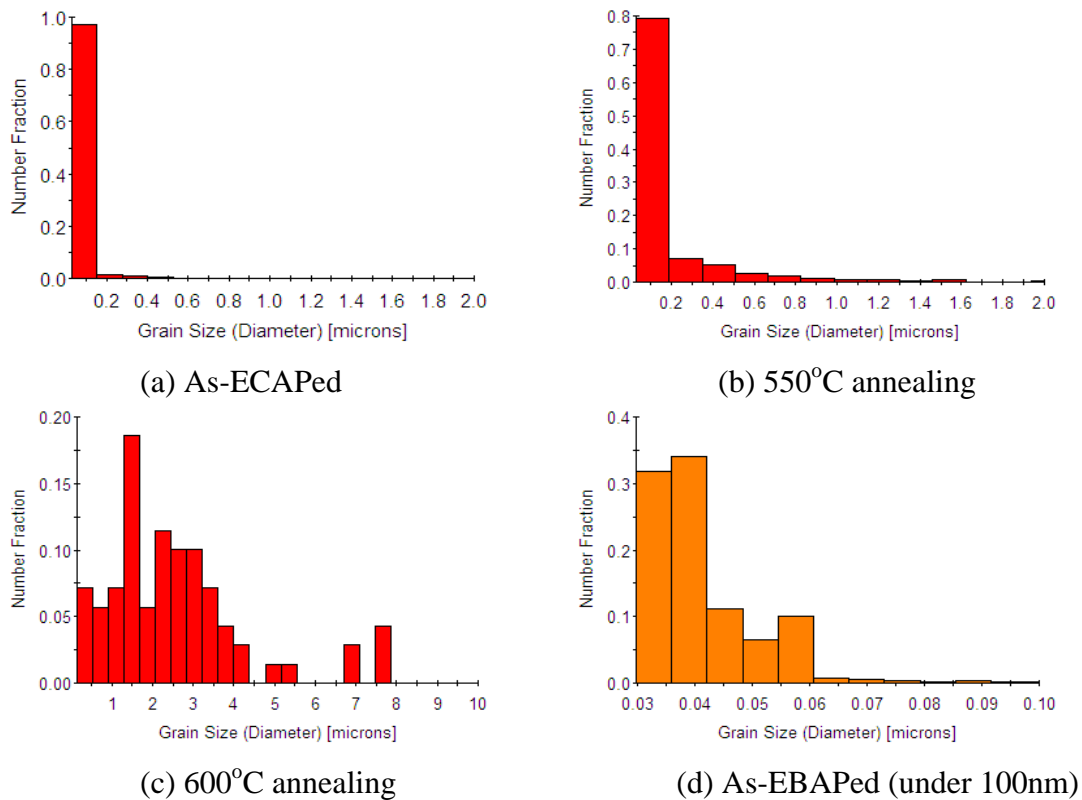 1.0
0.8
0.6
0.4
0.2
0.0
Number Fraction
0.2 0.4 0.6 0.8 1.0 1.2 1.4 1.6 1.8 2.0
Grain Size (Diameter) [microns]
(a) As-ECAPed
0.8
0.7
0.6
0.5
0.4
0.3
0.2
0.1
0.0
Number Fraction
0.2 0.4 0.6 0.8 1.0 1.2 1.4 1.6 1.8 2.0
Grain Size (Diameter) [microns]
(b) 550°C annealing
0.20
0.15
0.10
0.05
0.00
Number Fraction
1 2 3 4 5 6 7 8 9 10
Grain Size (Diameter) [microns]
(c) 600°C annealing
0.4
0.3
0.2
0.1
0.0
Number Fraction
0.03 0.04 0.05 0.06 0.07 0.08 0.09 0.10
Grain Size (Diameter) [microns]
(d) As-EBAPed (under 100nm)